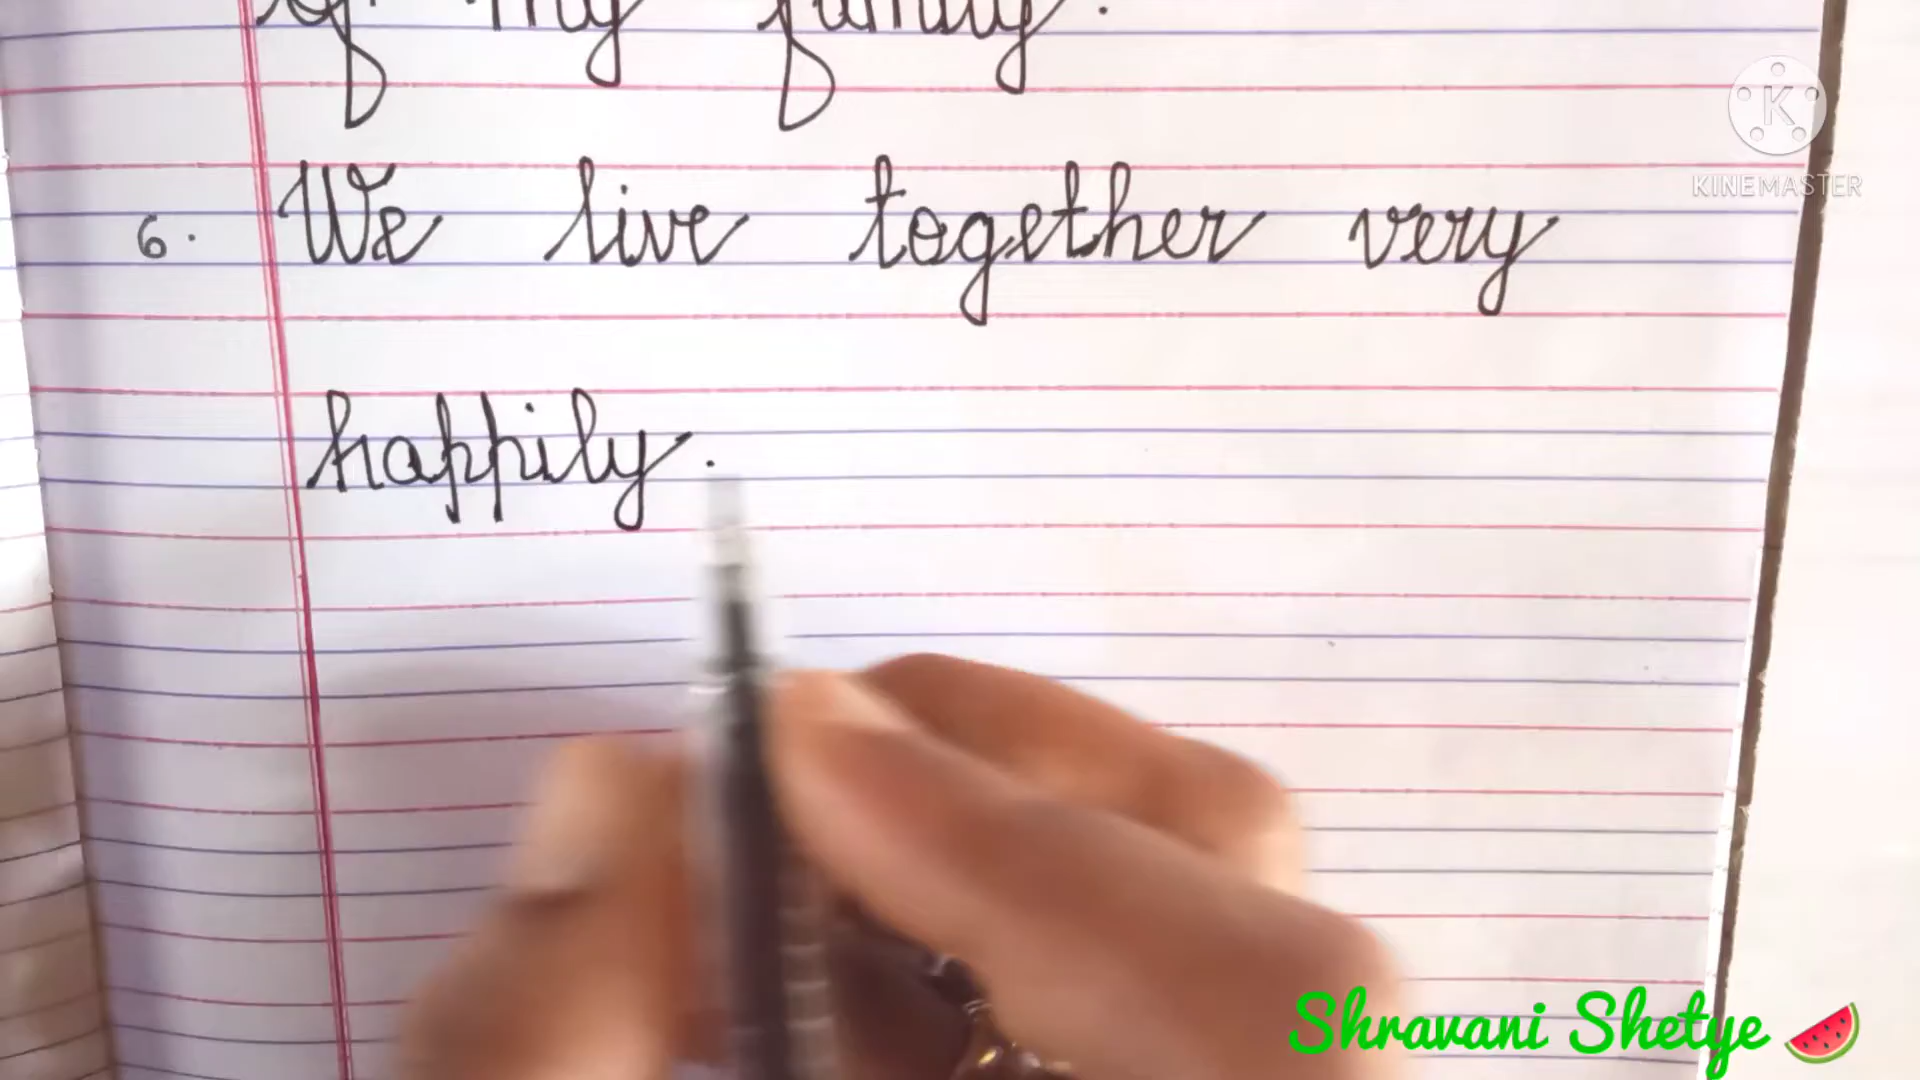 of my family.
KINEMASTER
6. We live together very
happily.
Shravani Shetye